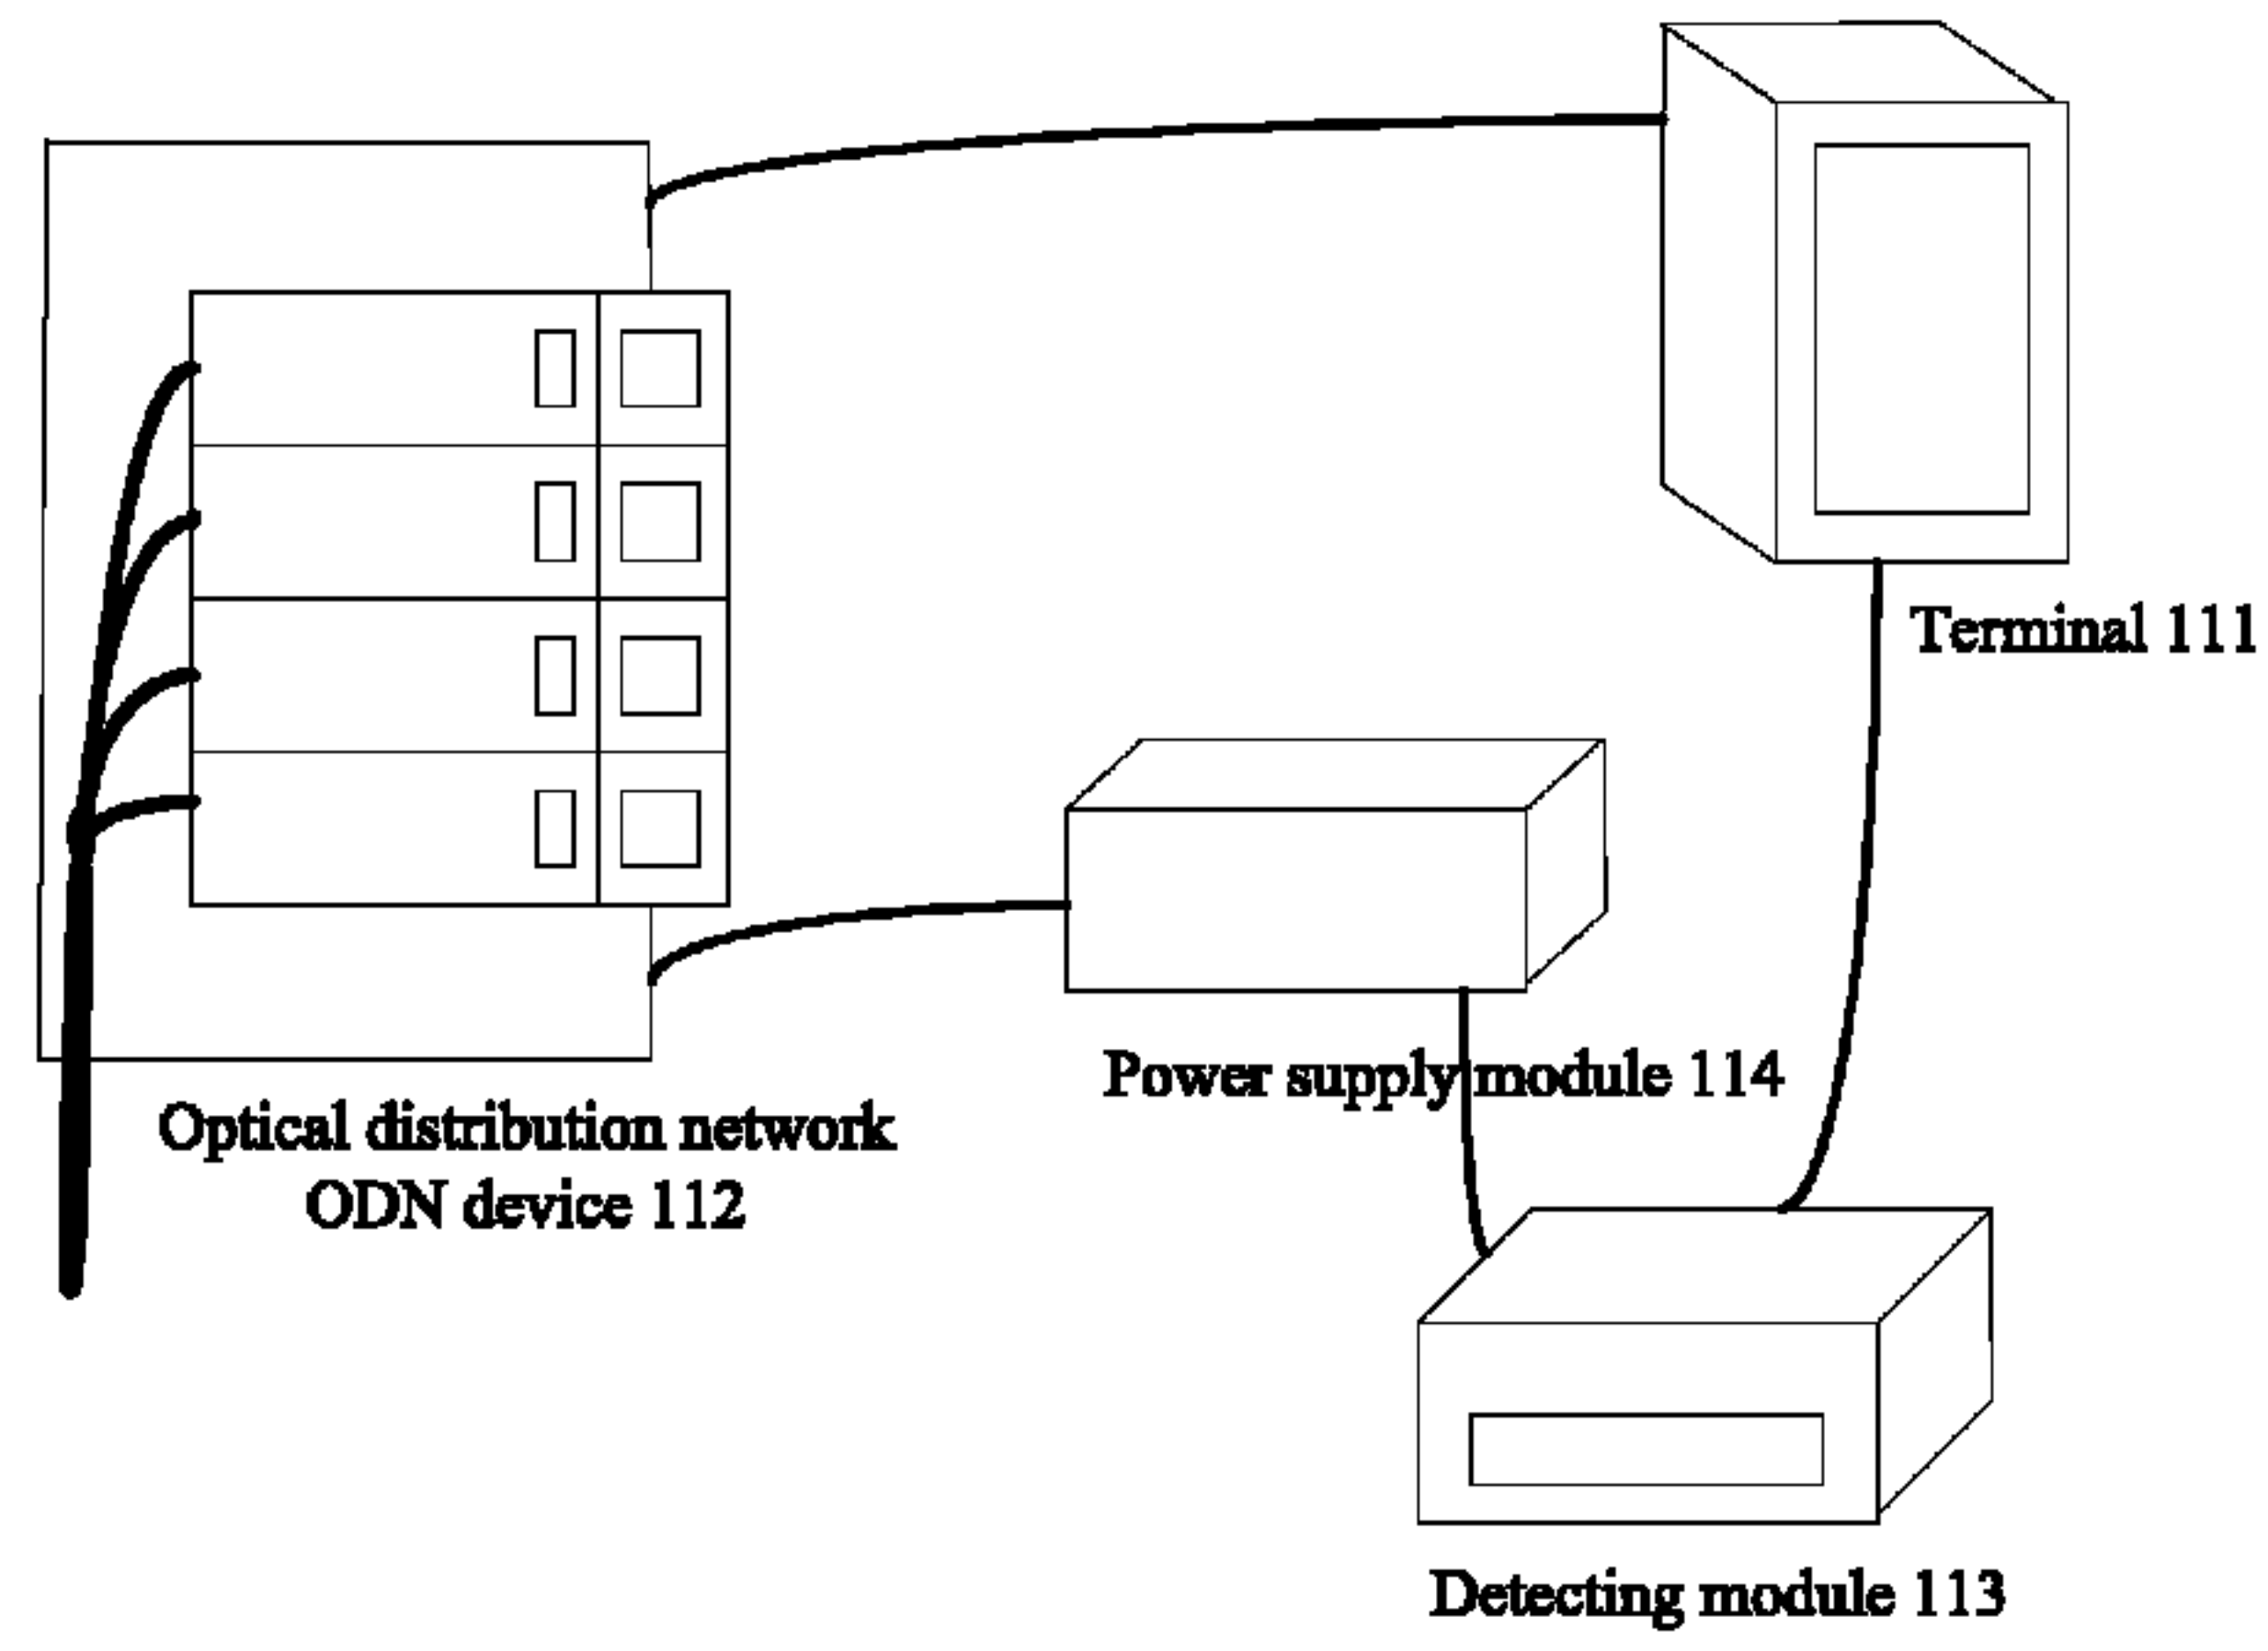 Terminal 111
Power supply module 114
Optical distribution network
ODN device 112
Detecting module 113